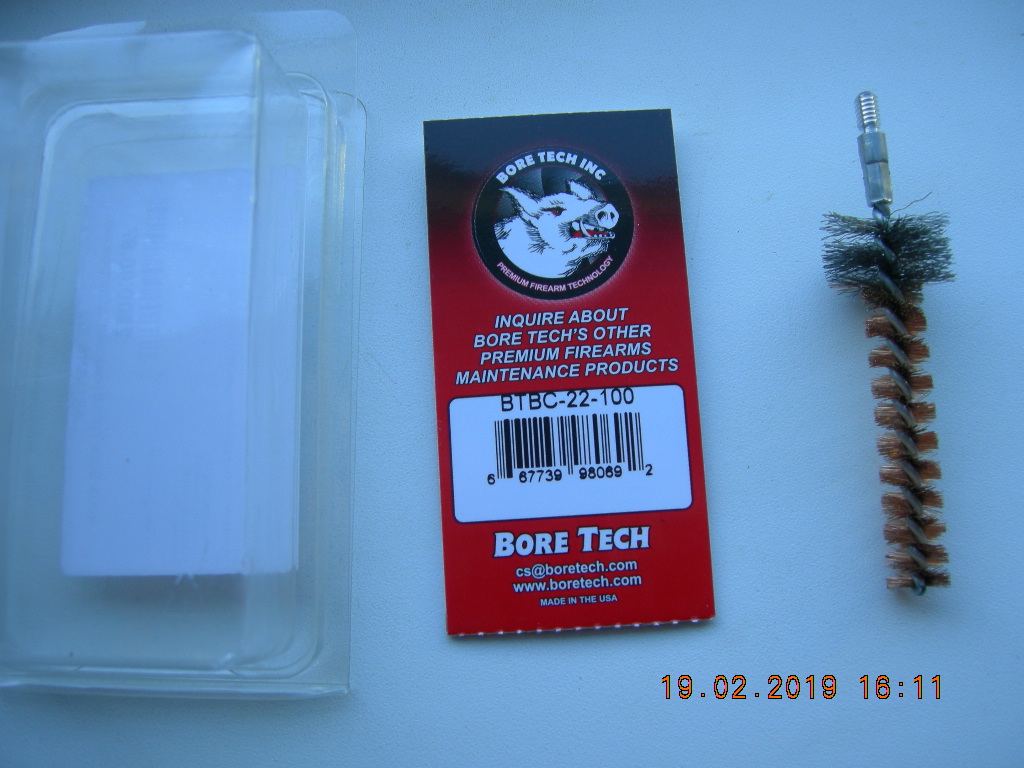 BORE TECH INC
PREMIUM FIREARM TECHNOLOGY
INQUIRE ABOUT
BORE TECH'S OTHER
PREMIUM FIREARMS
MAINTENANCE PRODUCTS
BTBC-22-100
6 67739 98069 2
BORE TECH
cs@boretech.com
www.boretech.com
MADE IN THE USA
19.02.2019 16:11